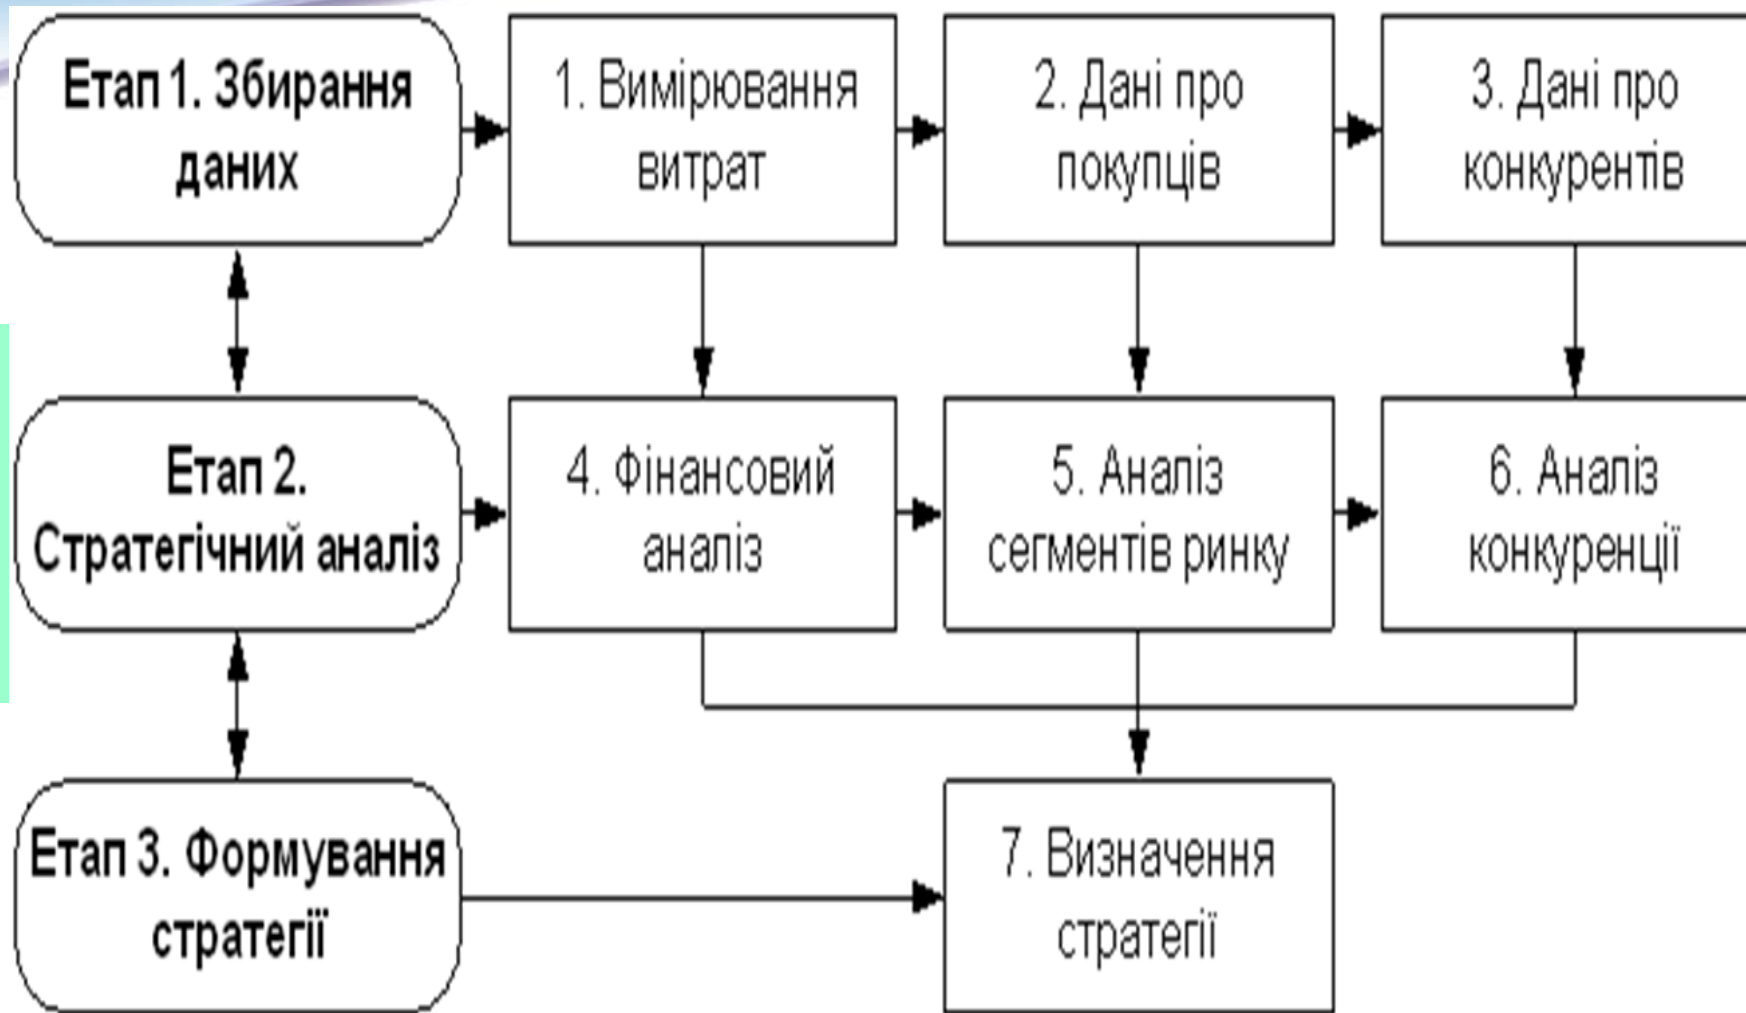 Етап 1. Збирання
даних
1. Вимірювання
витрат
2. Дані про
покупців
3. Дані про
конкурентів
Етап 2.
Стратегічний аналіз
4. Фінансовий
аналіз
5. Аналіз
сегментів ринку
6. Аналіз
конкуренції
Етап 3. Формування
стратегії
7. Визначення
стратегії